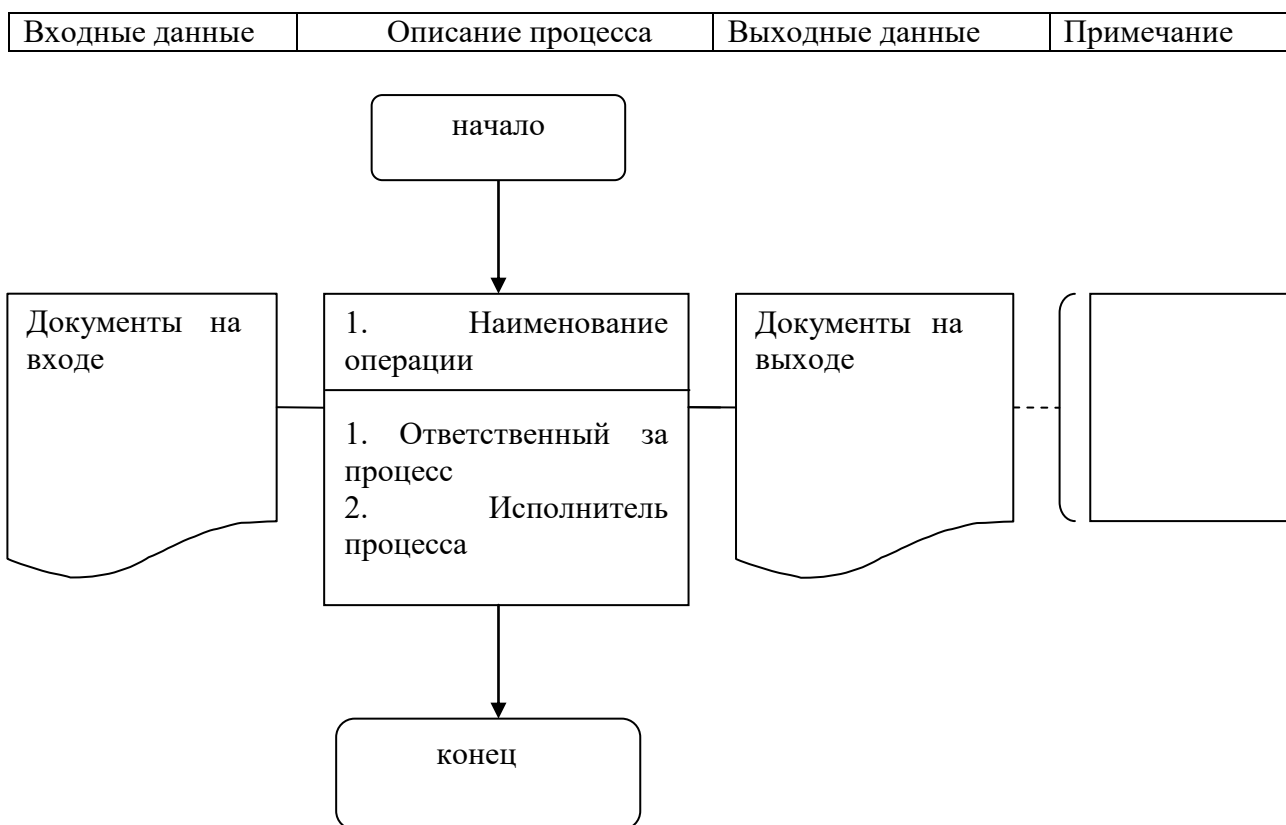 Входные данные
Описание процесса
Выходные данные
Примечание
начало
Документы на
входе
1. Наименование
операции
1. Ответственный за
процесс
2. Исполнитель
процесса
Документы на
выходе
конец